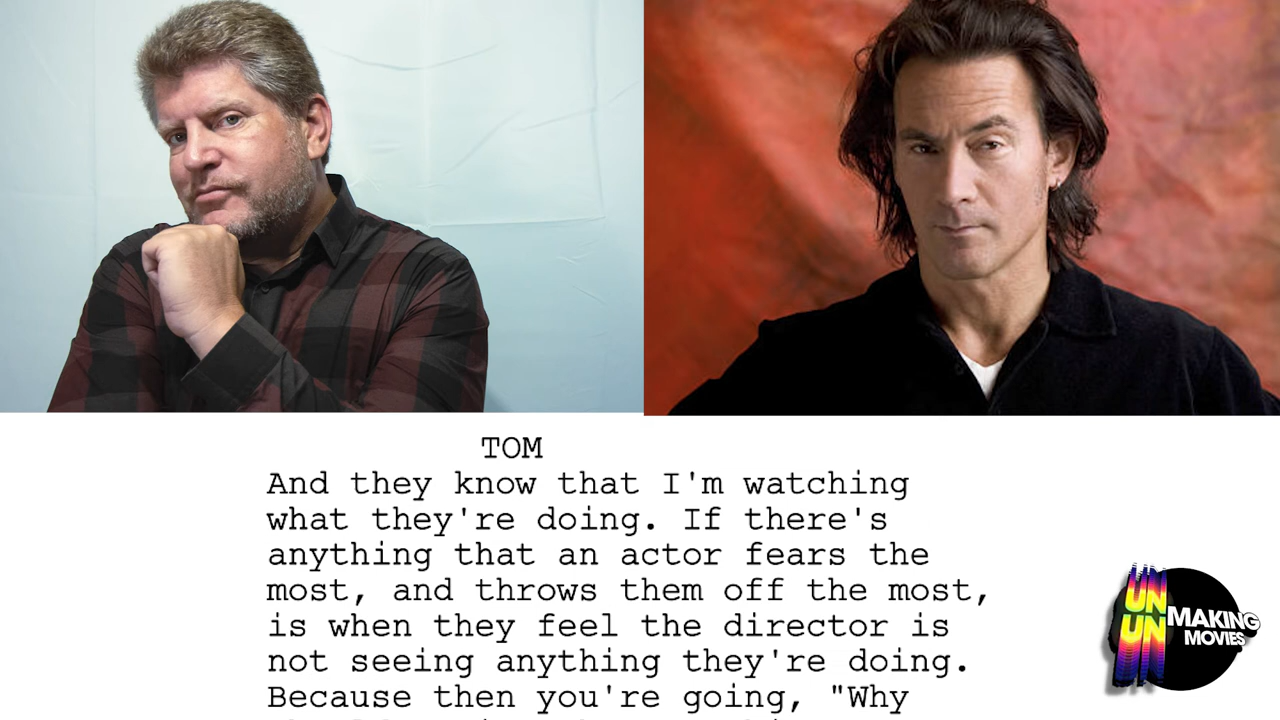 TOM
And they know that I'm watching
what they're doing. If there's
anything that an actor fears the
most, and throws them off the most,
is when they feel the director is
not seeing anything they're doing.
Because then you're going, "Why
UN
UN
MAKING
MOVIES